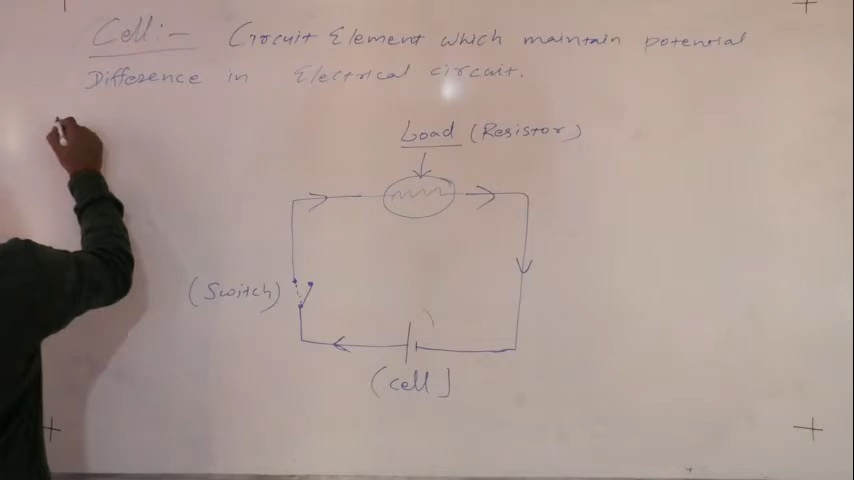 Cell:- Circuit Element which maintain potential
Difference in Electrical circuit.
Load (Resistor)
(Switch)
(Cell)